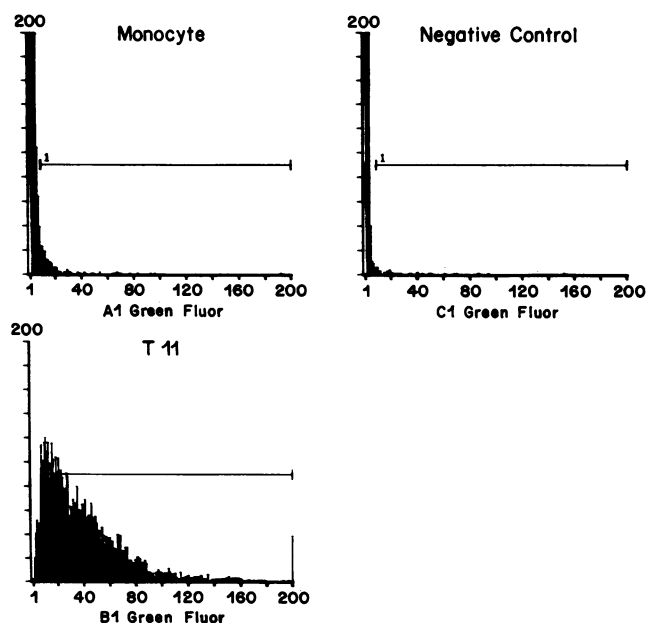 Monocyte
200
1
1 40 80 120 160 200
A1 Green Fluor
Negative Control
200
1
1 40 80 120 160 200
C1 Green Fluor
T 11
200
1 40 80 120 160 200
B1 Green Fluor